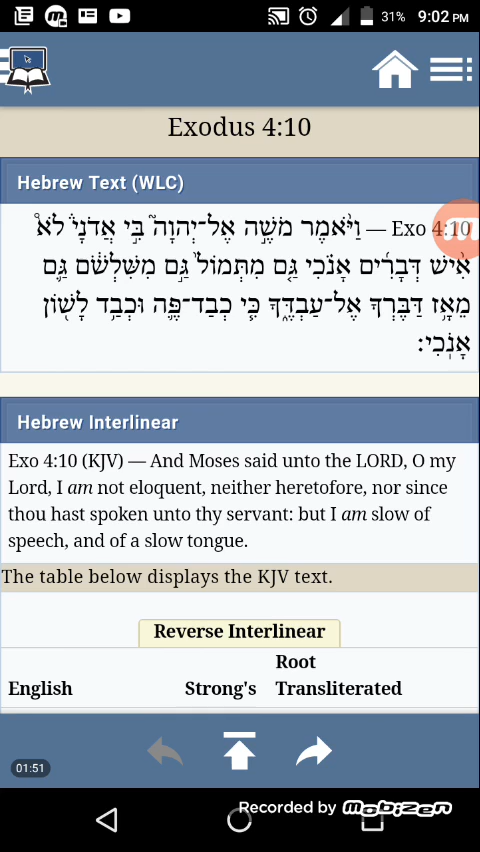 31% 9:02 PM
Exodus 4:10
Hebrew Text (WLC)
Exo 4:10 — וַיֹּ֨אמֶר מֹשֶׁ֣ה אֶל־יְהוָה֮ בִּ֣י אֲדֹנָי֒ לֹא֩
אִ֨ישׁ דְּבָרִ֜ים אָנֹ֗כִי גַּ֤ם מִתְּמוֹל֙ גַּ֣ם מִשִּׁלְשֹׁ֔ם גַּ֛ם
מֵאָ֥ז דַּבֶּרְךָ אֶל־עַבְדֶּ֑ךָ כִּ֧י כְבַד־פֶּ֛ה וּכְבַ֥ד לָשׁ֖וֹן
אָנֹֽכִי׃
Hebrew Interlinear
Exo 4:10 (KJV) — And Moses said unto the LORD, O my
Lord, I am not eloquent, neither heretofore, nor since
thou hast spoken unto thy servant: but I am slow of
speech, and of a slow tongue.
The table below displays the KJV text.
Reverse Interlinear
Root
English Strong's Transliterated
01:51
Recorded by mobizen